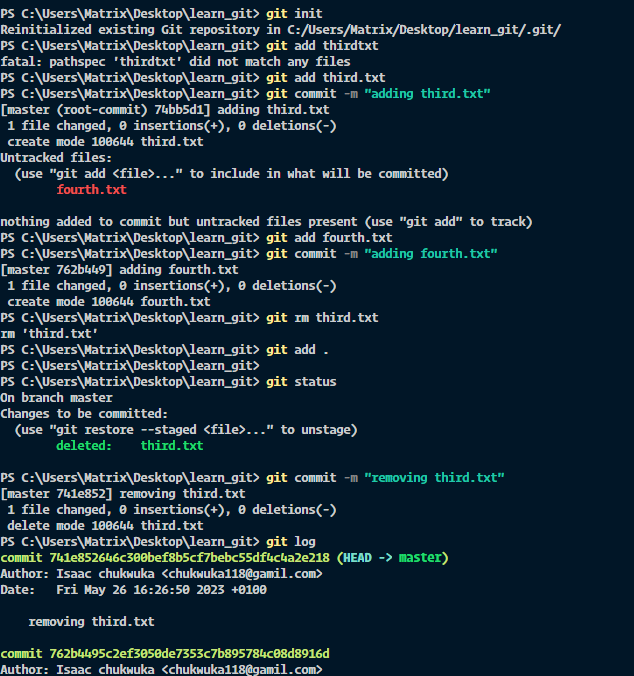 PS C:\Users\Matrix\Desktop\learn_git> git init
Reinitialized existing Git repository in C:/Users/Matrix/Desktop/learn_git/.git/
PS C:\Users\Matrix\Desktop\learn_git> git add thirdtxt
fatal: pathspec 'thirdtxt' did not match any files
PS C:\Users\Matrix\Desktop\learn_git> git add third.txt
PS C:\Users\Matrix\Desktop\learn_git> git commit -m "adding third.txt"
[master (root-commit) 74bb5d1] adding third.txt
 1 file changed, 0 insertions(+), 0 deletions(-)
 create mode 100644 third.txt
Untracked files:
  (use "git add <file>..." to include in what will be committed)
        fourth.txt

nothing added to commit but untracked files present (use "git add" to track)
PS C:\Users\Matrix\Desktop\learn_git> git add fourth.txt
PS C:\Users\Matrix\Desktop\learn_git> git commit -m "adding fourth.txt"
[master 762b449] adding fourth.txt
 1 file changed, 0 insertions(+), 0 deletions(-)
 create mode 100644 fourth.txt
PS C:\Users\Matrix\Desktop\learn_git> git rm third.txt
rm 'third.txt'
PS C:\Users\Matrix\Desktop\learn_git> git add .
PS C:\Users\Matrix\Desktop\learn_git>
PS C:\Users\Matrix\Desktop\learn_git> git status
On branch master
Changes to be committed:
  (use "git restore --staged <file>..." to unstage)
        deleted:    third.txt

PS C:\Users\Matrix\Desktop\learn_git> git commit -m "removing third.txt"
[master 741e852] removing third.txt
 1 file changed, 0 insertions(+), 0 deletions(-)
 delete mode 100644 third.txt
PS C:\Users\Matrix\Desktop\learn_git> git log
commit 741e852646c300bef8b5cf7bebc55df4c4a2e218 (HEAD -> master)
Author: Isaac chukwuka <chukwuka118@gamil.com>
Date:   Fri May 26 16:26:50 2023 +0100

    removing third.txt

commit 762b4495c2ef3050de7353c7b895784c08d8916d
Author: Isaac chukwuka <chukwuka118@gamil.com>